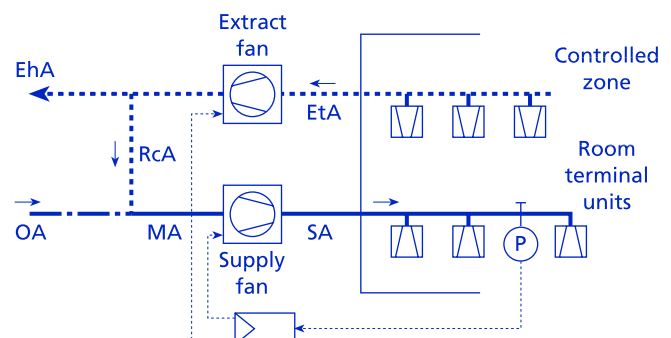 Extract
fan
Controlled
zone
EhA
EtA
RcA
Room
terminal
units
OA
MA
SA
P
Supply
fan